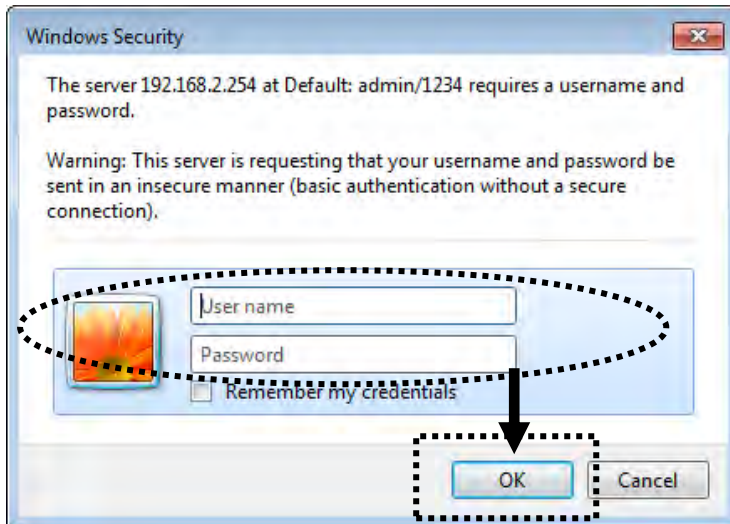 Windows Security
The server 192.168.2.254 at Default: admin/1234 requires a username and
password.
Warning: This server is requesting that your username and password be
sent in an insecure manner (basic authentication without a secure
connection).
User name
Password
Remember my credentials
OK
Cancel